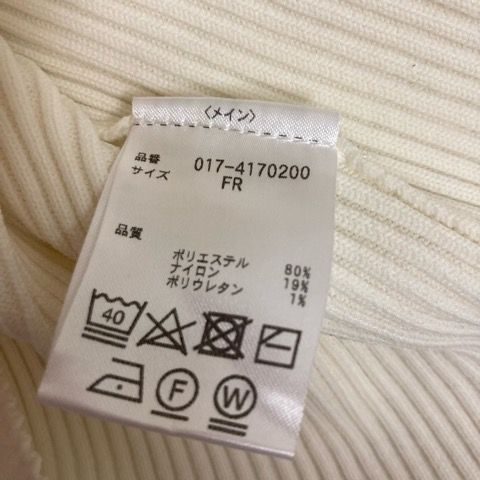 〈メイン〉
品番 017-4170200
サイズ FR
品質
ポリエステル 80%
ナイロン 19%
ポリウレタン 1%
40
F W